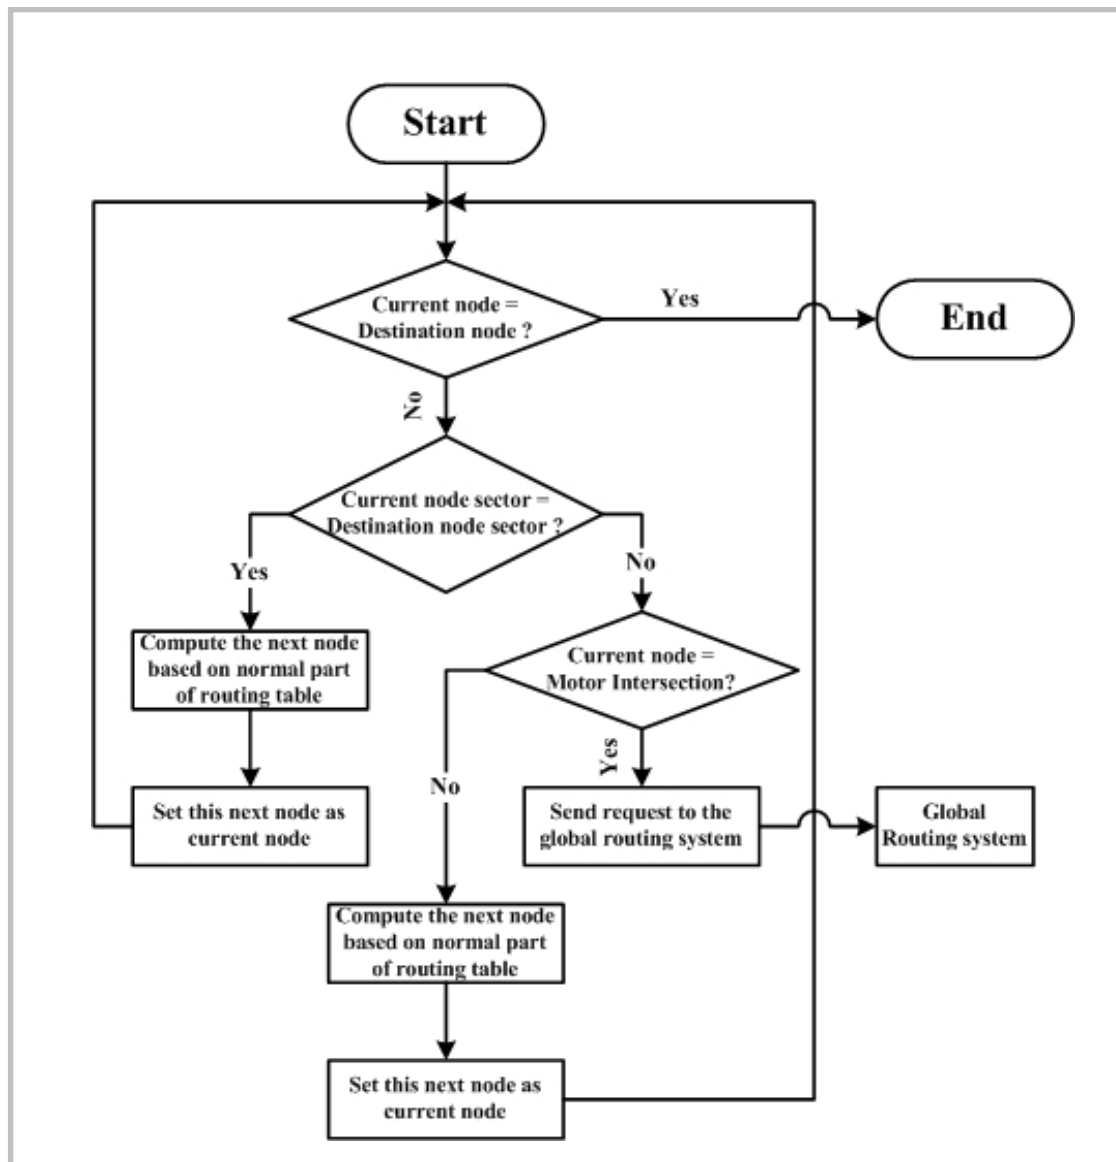 Start
Current node =
Destination node ?
Yes
End
No
Current node sector =
Destination node sector ?
Yes
No
Compute the next node
based on normal part
of routing table
Current node =
Motor Intersection?
Yes
No
Set this next node as
current node
Send request to the
global routing system
Global
Routing system
Compute the next node
based on normal part
of routing table
Set this next node as
current node